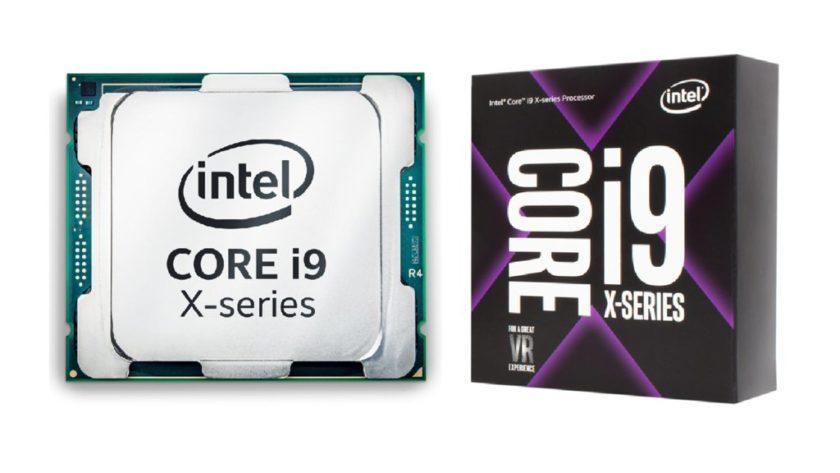 intel
CORE i9
X-series
R4
Intel® Core™ i9 X-series Processor
intel
CORE
i9
X-SERIES
FOR A GREAT
VR
EXPERIENCE